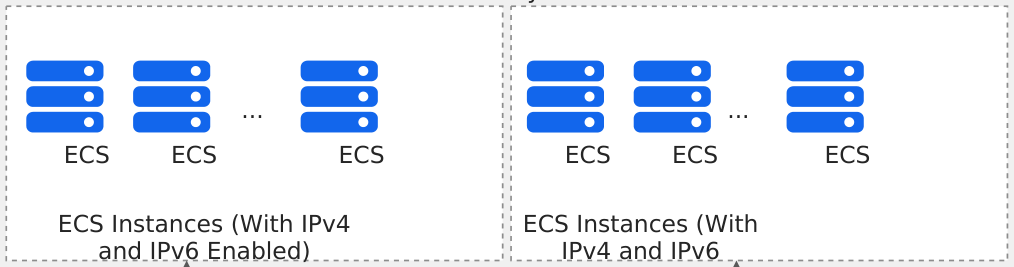 ...
ECS ECS ECS
ECS Instances (With IPv4
and IPv6 Enabled)
...
ECS ECS ECS
ECS Instances (With
IPv4 and IPv6